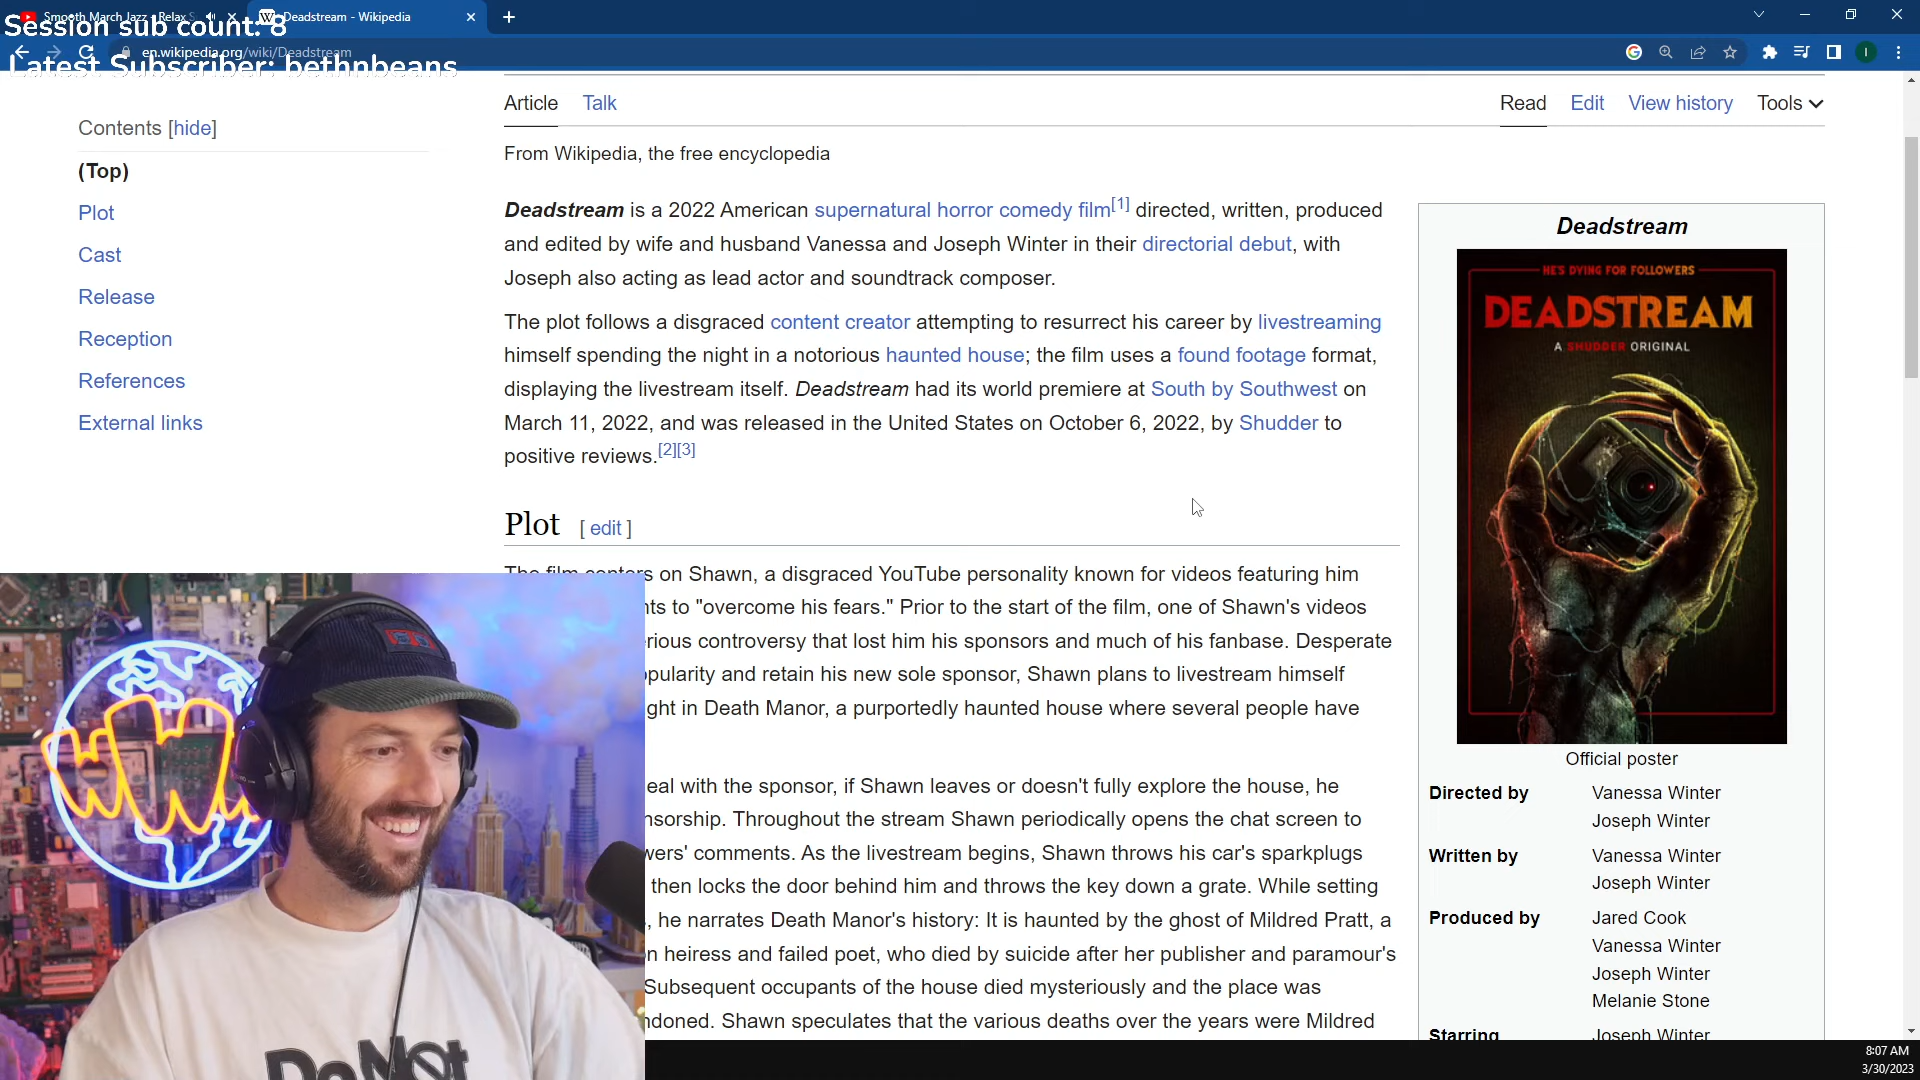 Smooth March Jazz - Relax S
Deadstream - Wikipedia
Session sub count: 8
en.wikipedia.org/wiki/Deadstream
Latest Subscriber: bethnbeans
Contents [hide]
(Top)
Plot
Cast
Release
Reception
References
External links
Article Talk
Read Edit View history Tools
From Wikipedia, the free encyclopedia
Deadstream is a 2022 American supernatural horror comedy film[1] directed, written, produced
and edited by wife and husband Vanessa and Joseph Winter in their directorial debut, with
Joseph also acting as lead actor and soundtrack composer.
The plot follows a disgraced content creator attempting to resurrect his career by livestreaming
himself spending the night in a notorious haunted house; the film uses a found footage format,
displaying the livestream itself. Deadstream had its world premiere at South by Southwest on
March 11, 2022, and was released in the United States on October 6, 2022, by Shudder to
positive reviews.[2][3]
Plot [ edit ]
The film centers on Shawn, a disgraced YouTube personality known for videos featuring him
nts to "overcome his fears." Prior to the start of the film, one of Shawn's videos
erious controversy that lost him his sponsors and much of his fanbase. Desperate
opularity and retain his new sole sponsor, Shawn plans to livestream himself
ght in Death Manor, a purportedly haunted house where several people have
eal with the sponsor, if Shawn leaves or doesn't fully explore the house, he
nsorship. Throughout the stream Shawn periodically opens the chat screen to
wers' comments. As the livestream begins, Shawn throws his car's sparkplugs
then locks the door behind him and throws the key down a grate. While setting
, he narrates Death Manor's history: It is haunted by the ghost of Mildred Pratt, a
n heiress and failed poet, who died by suicide after her publisher and paramour's
Subsequent occupants of the house died mysteriously and the place was
ndoned. Shawn speculates that the various deaths over the years were Mildred
Deadstream
HE'S DYING FOR FOLLOWERS
DEADSTREAM
A SHUDDER ORIGINAL
Official poster
Directed by Vanessa Winter
Joseph Winter
Written by Vanessa Winter
Joseph Winter
Produced by Jared Cook
Vanessa Winter
Joseph Winter
Melanie Stone
Starring Joseph Winter
WW
Do Not
I
8:07 AM
3/30/2023